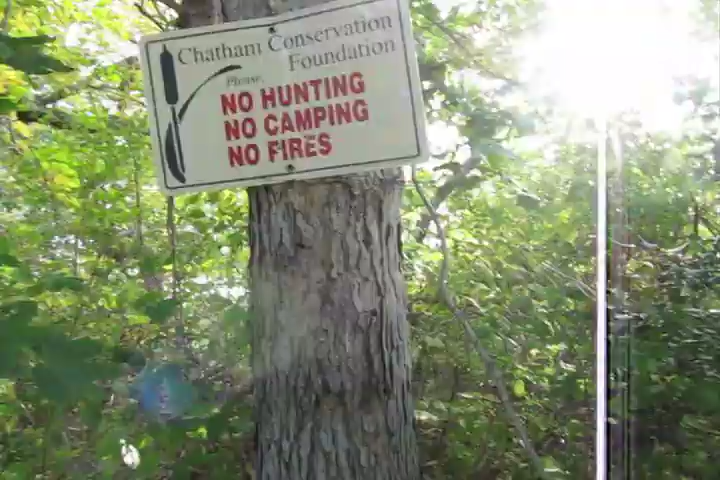 Chatham Conservation
Foundation
Please,
NO HUNTING
NO CAMPING
NO FIRES